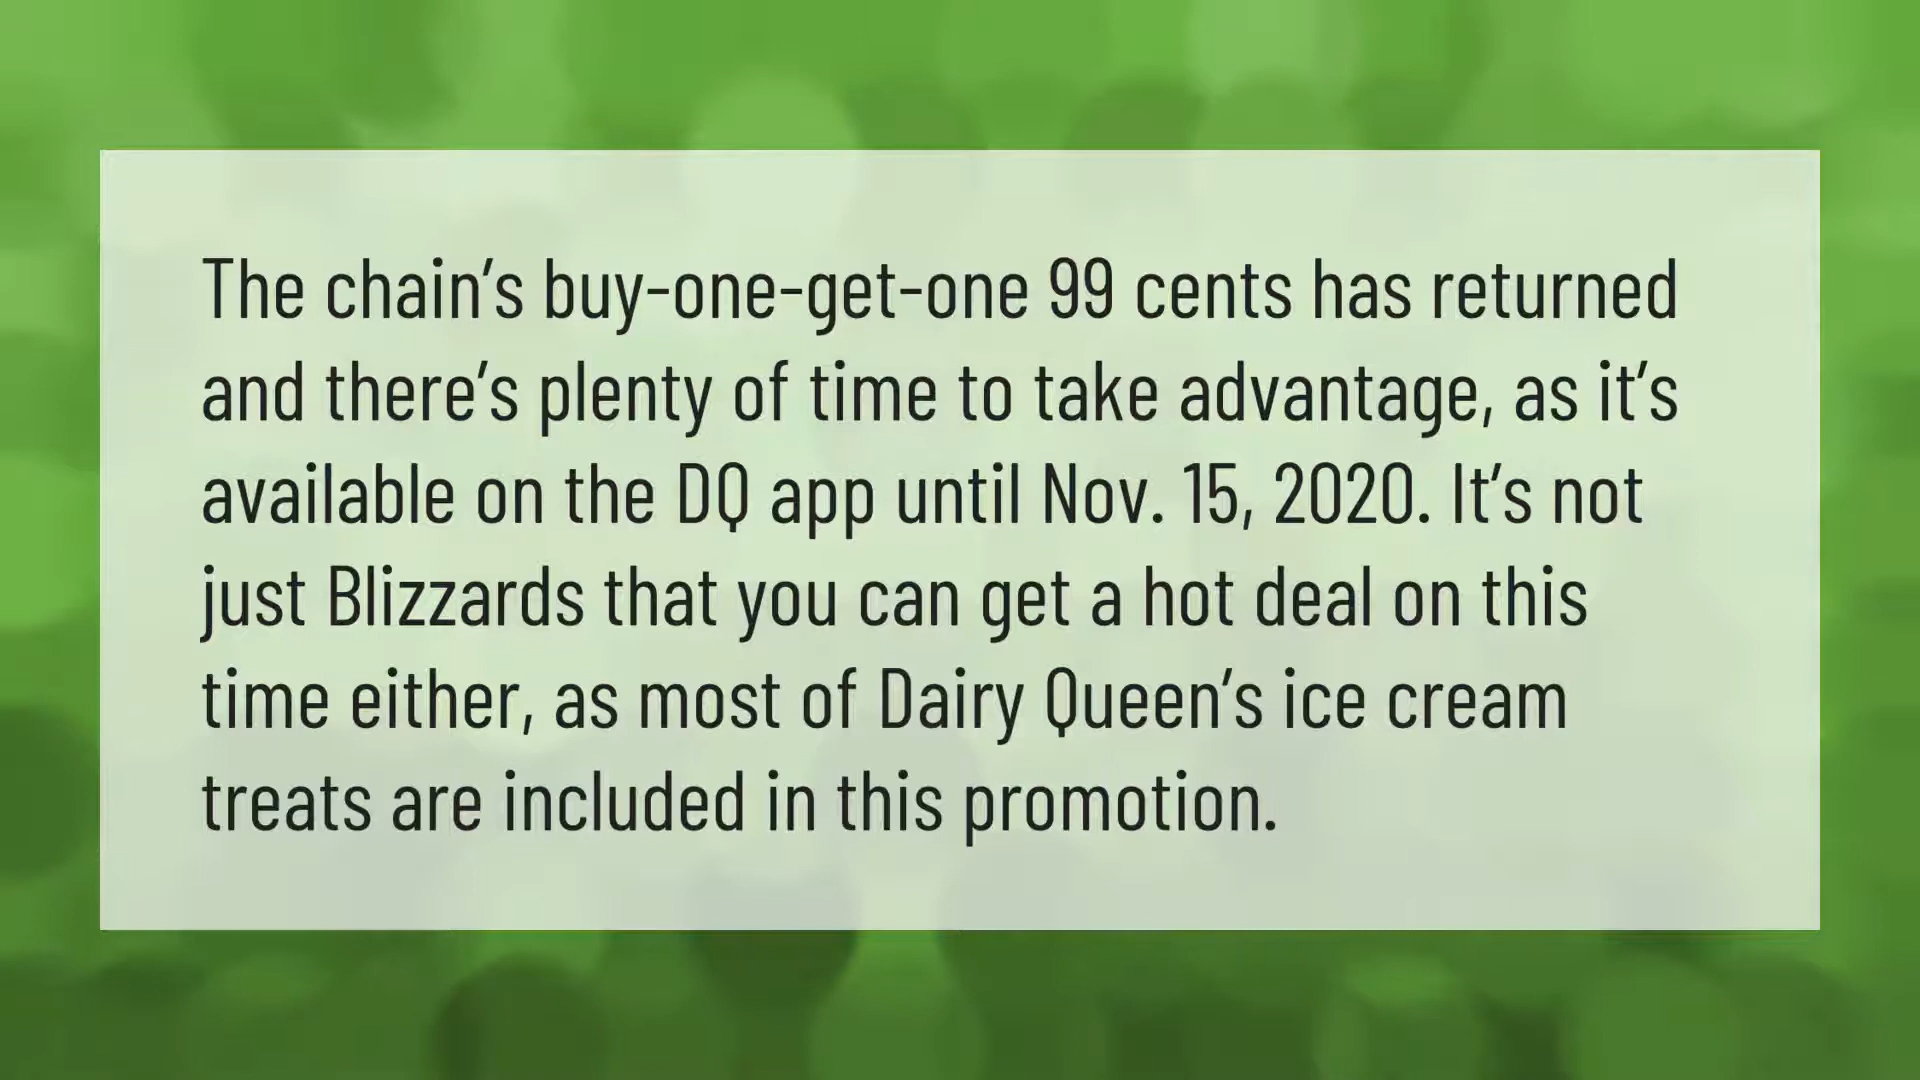 The chain’s buy-one-get-one 99 cents has returned
and there’s plenty of time to take advantage, as it’s
available on the DQ app until Nov. 15, 2020. It’s not
just Blizzards that you can get a hot deal on this
time either, as most of Dairy Queen’s ice cream
treats are included in this promotion.